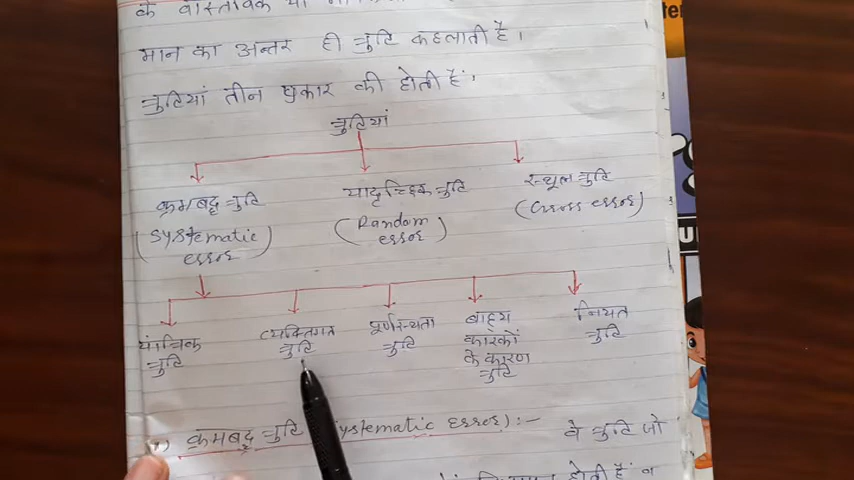 के वास्तविक या
मान का अन्तर ही त्रुटि कहलाती है।
त्रुटियां तीन प्रकार की होती हैं।
त्रुटियां
क्रमबद्ध त्रुटि
(Systematic error)
यादृच्छिक त्रुटि
(Random error)
स्थूल त्रुटि
(Gross error)
यांत्रिक त्रुटि
व्यक्तिगत त्रुटि
पूर्णस्थता त्रुटि
बाह्य कारकों के कारण त्रुटि
नियत त्रुटि
क्रमबद्ध त्रुटि (Systematic Error):- वे त्रुटि जो
होती हैं व